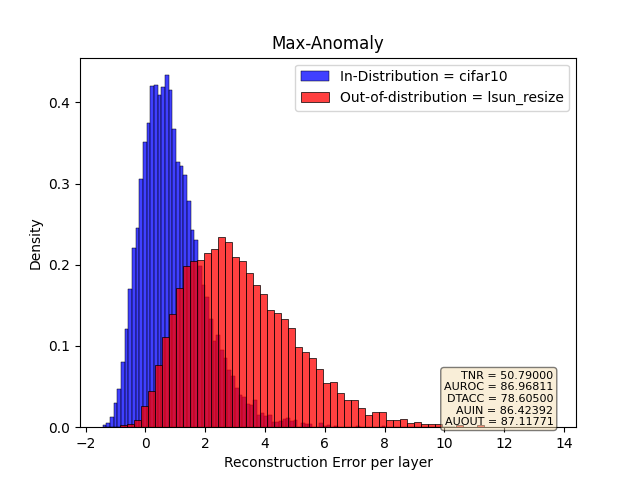 Max-Anomaly
In-Distribution = cifar10
Out-of-distribution = lsun_resize
Density
0.4
0.3
0.2
0.1
0.0
TNR = 50.79000
AUROC = 86.96811
DTACC = 78.60500
AUIN = 86.42392
AUOUT = 87.11771
−2 0 2 4 6 8 10 12 14
Reconstruction Error per layer